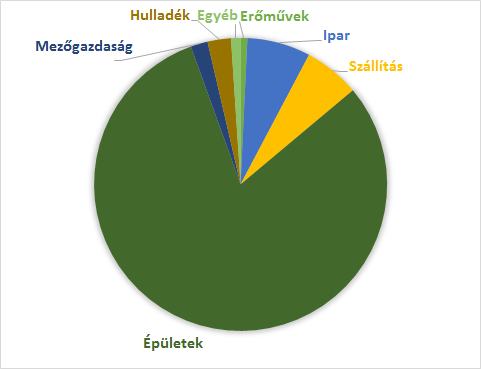 Hulladék
Egyéb
Erőművek
Ipar
Mezőgazdaság
Szállítás
Épületek